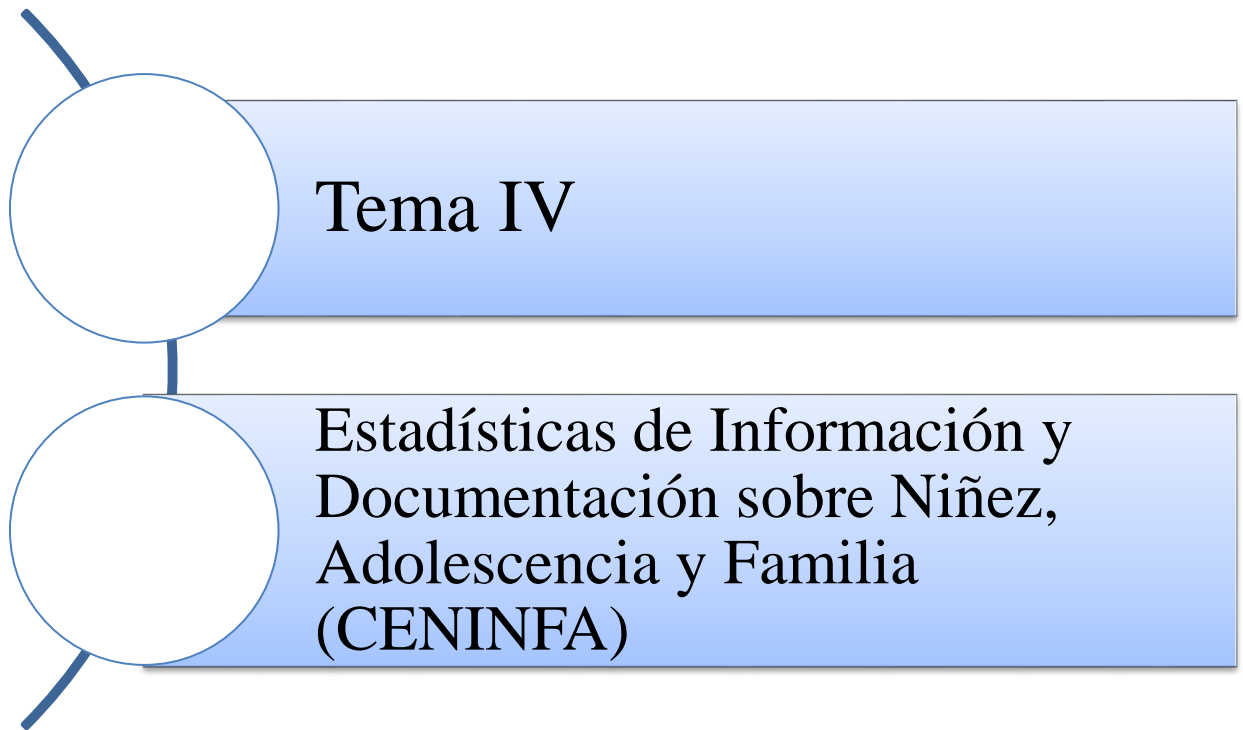 Tema IV
Estadísticas de Información y
Documentación sobre Niñez,
Adolescencia y Familia
(CENINFA)